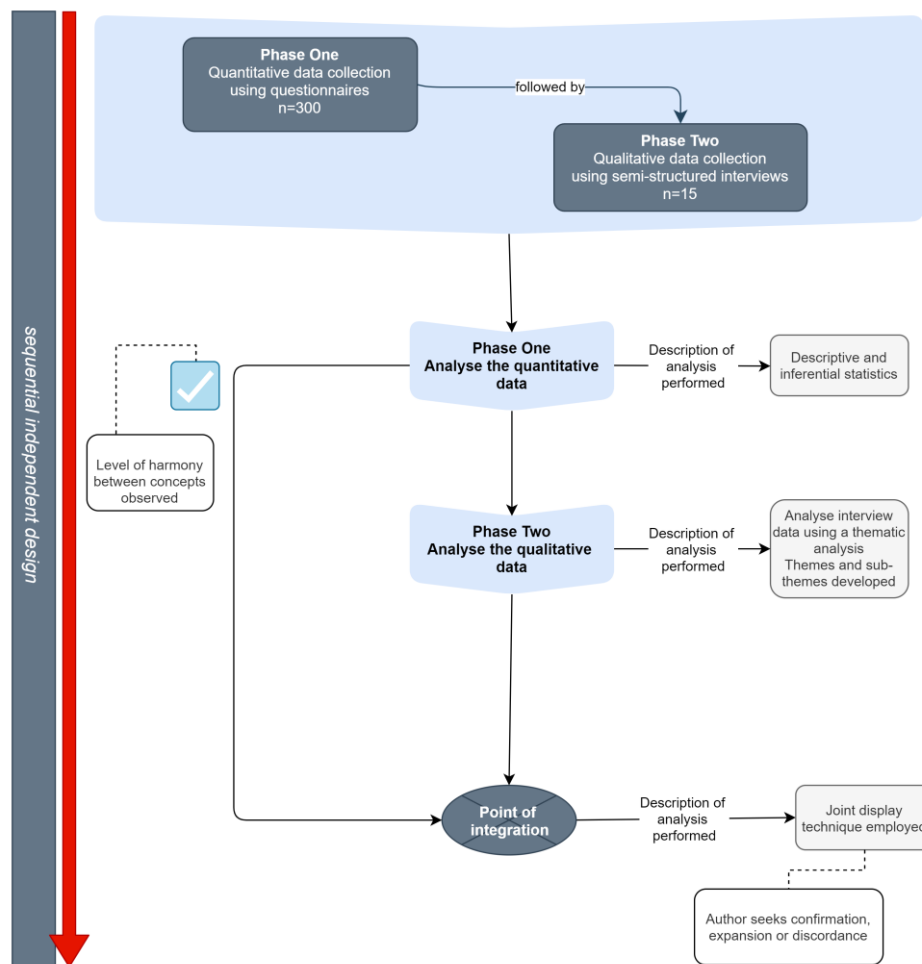 Phase One
Quantitative data collection
using questionnaires
n=300
followed by
Phase Two
Qualitative data collection
using semi-structured interviews
n=15
sequential independent design
Phase One
Analyse the quantitative
data
Description of
analysis
performed
Descriptive and
inferential statistics
Level of harmony
between concepts
observed
Phase Two
Analyse the qualitative
data
Description of
analysis
performed
Analyse interview
data using a thematic
analysis
Themes and sub-
themes developed
Point of
integration
Description of
analysis
performed
Joint display
technique employed
Author seeks confirmation,
expansion or discordance